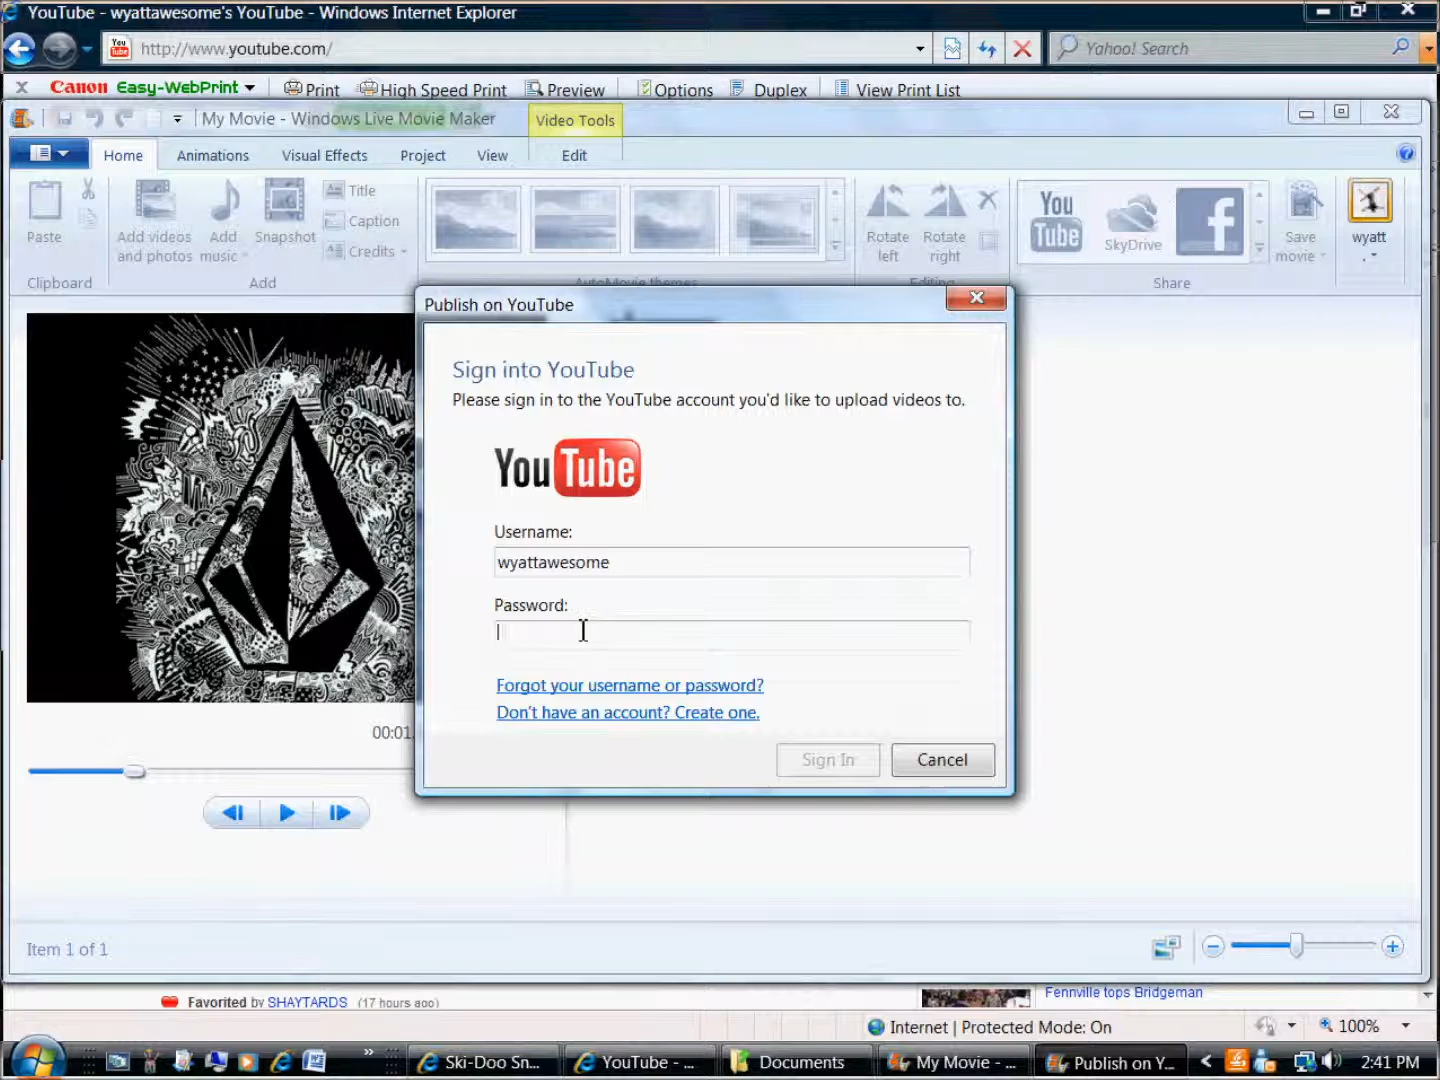 YouTube - wyattawesome's YouTube - Windows Internet Explorer
You Tube http://www.youtube.com/ Yahoo! Search
x Canon Easy-WebPrint Print High Speed Print Preview Options Duplex View Print List
My Movie - Windows Live Movie Maker Video Tools
Home Animations Visual Effects Project View Edit
Paste Add videos and photos Add music Snapshot Title Caption Credits Rotate left Rotate right You Tube SkyDrive f Save movie wyatt
Clipboard Add AutoMovie themes Editing Share
Publish on YouTube
Sign into YouTube
Please sign in to the YouTube account you'd like to upload videos to.
YouTube
Username:
wyattawesome
Password:
Forgot your username or password?
Don't have an account? Create one.
00:01.
Sign In Cancel
Item 1 of 1
Favorited by SHAYTARDS (17 hours ago) Fennville tops Bridgeman
Internet | Protected Mode: On 100%
Ski-Doo Sn... YouTube - ... Documents My Movie - ... Publish on Y... 2:41 PM